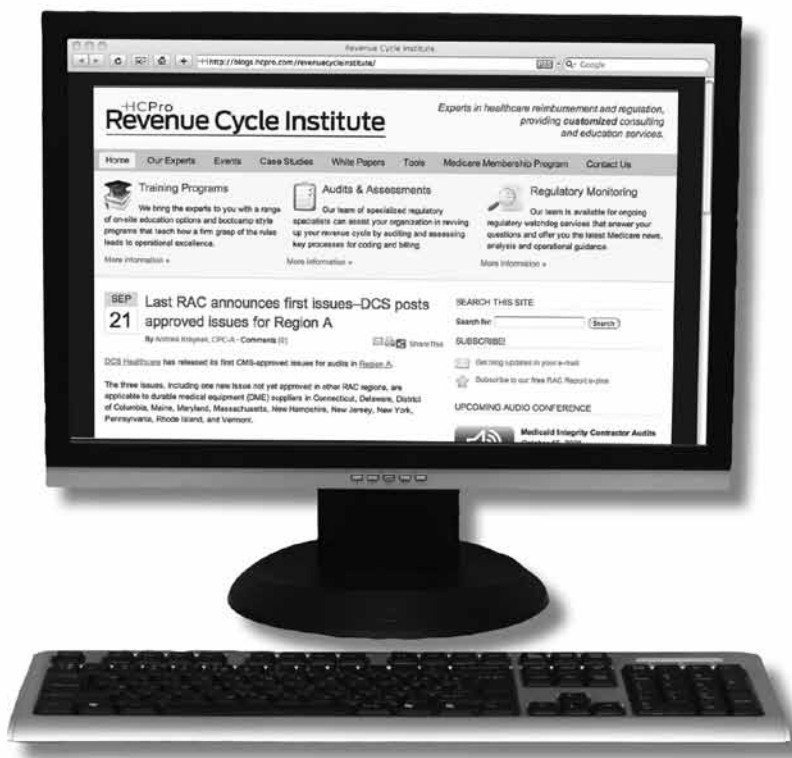 Revenue Cycle Institute
http://blogs.hcpro.com/revenuecycleinstitute/
Google
HCPro
Revenue Cycle Institute
Experts in healthcare reimbursement and regulation,
providing customized consulting
and education services.
Home Our Experts Events Case Studies White Papers Tools Medicare Membership Program Contact Us
Training Programs
We bring the experts to you with a range
of on-site education options and bootcamp style
programs that teach how a firm grasp of the rules
leads to operational excellence.
More information »
Audits & Assessments
Our team of specialized regulatory
specialists can assist your organization in revving
up your revenue cycle by auditing and assessing
key processes for coding and billing.
More information »
Regulatory Monitoring
Our team is available for ongoing
regulatory watchdog services that answer your
questions and offer you the latest Medicare news,
analysis and operational guidance.
More information »
SEP
21
Last RAC announces first issues–DCS posts
approved issues for Region A
By Andrea Kraynak, CPC-A - Comments (0)
Share This
DCS Healthcare has released its first CMS-approved issues for audits in Region A.
The three issues, including one new issue not yet approved in other RAC regions, are
applicable to durable medical equipment (DME) suppliers in Connecticut, Delaware, District
of Columbia, Maine, Maryland, Massachusetts, New Hampshire, New Jersey, New York,
Pennsylvania, Rhode Island, and Vermont.
SEARCH THIS SITE
Search for: Search
SUBSCRIBE!
Get blog updates in your e-mail
Subscribe to our free RAC Report e-zine
UPCOMING AUDIO CONFERENCE
Medicaid Integrity Contractor Audits